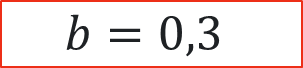 b = 0,3